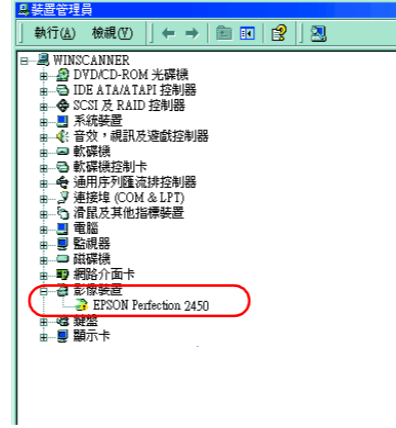 裝置管理員
執行(A) 檢視(V)
WINSCANNER
DVD/CD-ROM 光碟機
IDE ATA/ATAPI 控制器
SCSI 及 RAID 控制器
系統裝置
音效，視訊及遊戲控制器
軟碟機
軟碟機控制卡
通用序列匯流排控制器
連接埠 (COM & LPT)
滑鼠及其他指標裝置
電腦
監視器
磁碟機
網路介面卡
影像裝置
EPSON Perfection 2450
鍵盤
顯示卡